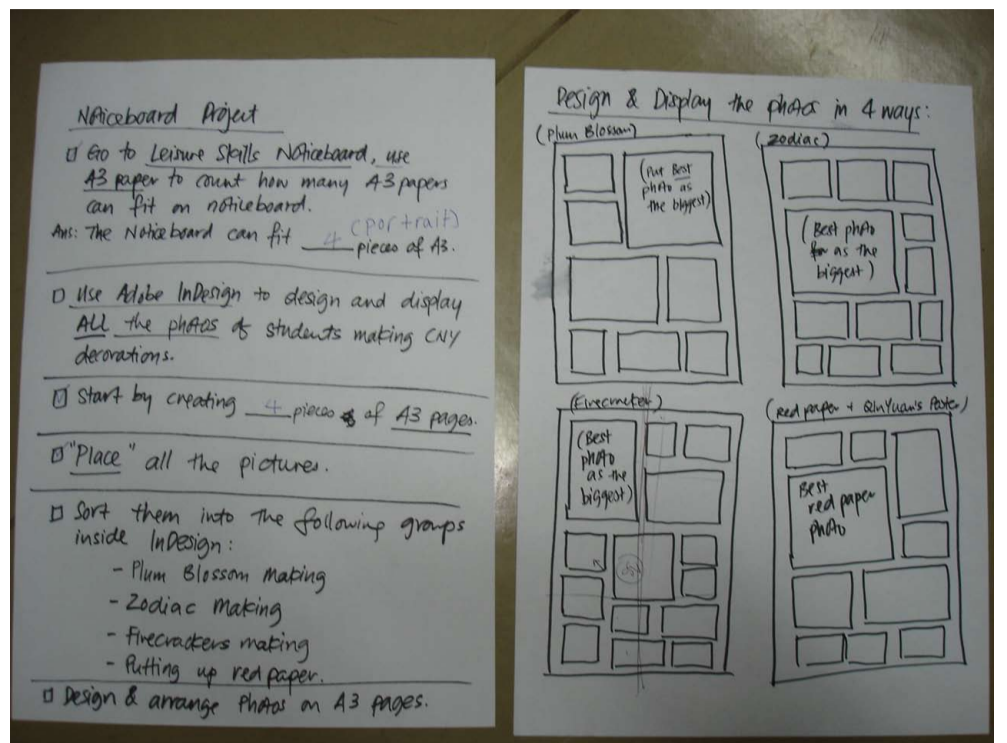 Noticeboard Project
Go to Leisure Skills Noticeboard, use
A3 paper to count how many A3 papers
can fit on noticeboard.
(portrait)
Ans: The Noticeboard can fit 4 pieces of A3.
Use Adobe InDesign to design and display
ALL the photos of students making CNY
decorations.
Start by creating 4 pieces of A3 pages.
"Place" all the pictures.
Sort them into the following groups
inside InDesign:
- Plum Blossom making
- Zodiac making
- Firecrackers making
- Putting up red paper.
Design & arrange photos on A3 pages.
Design & Display the photos in 4 ways:
(Plum Blossom)
(Put Best
photo as
the biggest)
(Zodiac)
(Best photo
as the
biggest)
(Firecracker)
(Best
photo
as the
biggest)
(Red paper + QinYuan's Poster)
Best
red paper
photo